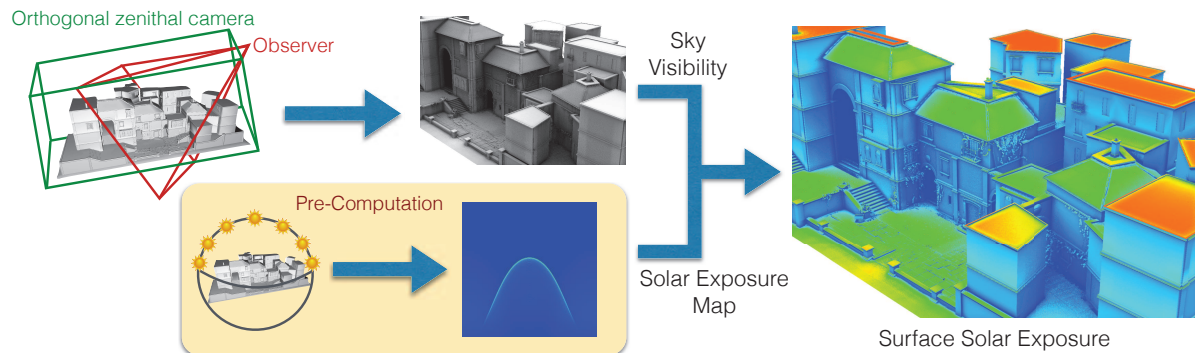 Orthogonal zenithal camera
Observer
Sky
Visibility
Pre-Computation
Solar Exposure
Map
Surface Solar Exposure